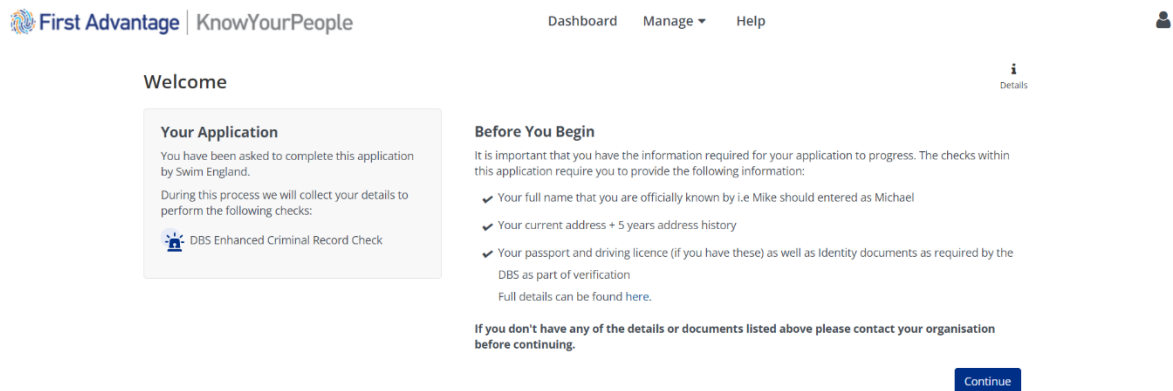 First Advantage | KnowYourPeople
Dashboard Manage Help
Welcome
Details
Your Application
You have been asked to complete this application
by Swim England.
During this process we will collect your details to
perform the following checks:
DBS Enhanced Criminal Record Check
Before You Begin
It is important that you have the information required for your application to progress. The checks within
this application require you to provide the following information:
Your full name that you are officially known by i.e Mike should entered as Michael
Your current address + 5 years address history
Your passport and driving licence (if you have these) as well as Identity documents as required by the
DBS as part of verification
Full details can be found here.
If you don't have any of the details or documents listed above please contact your organisation
before continuing.
Continue